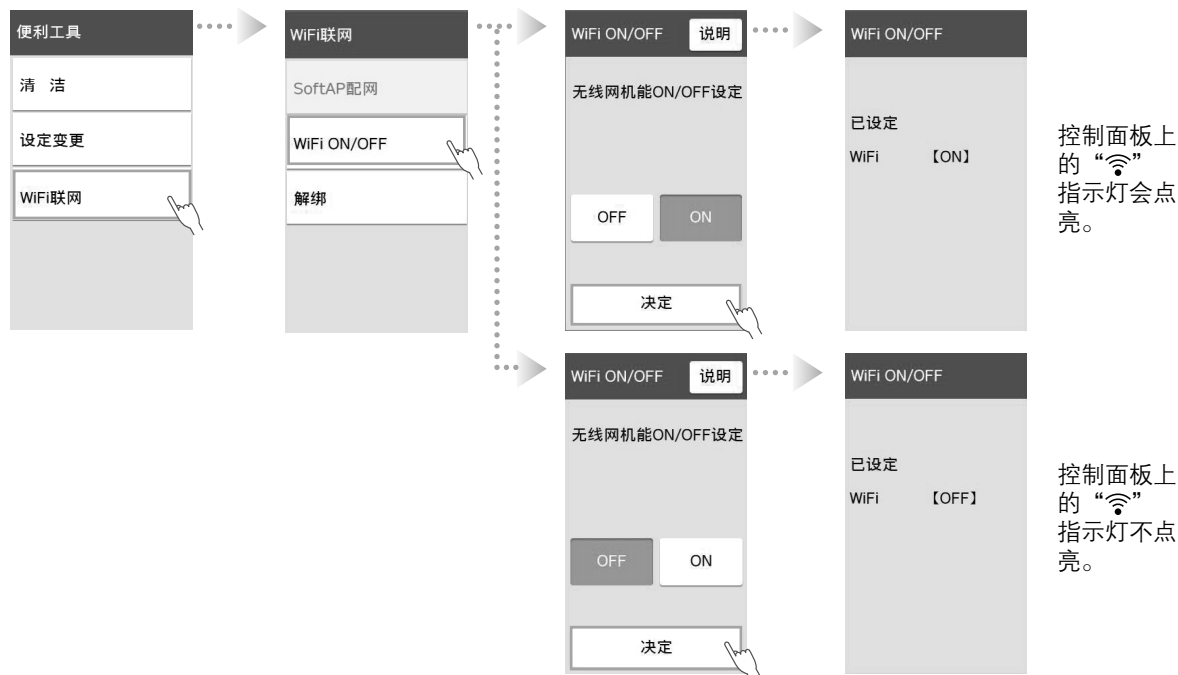 便利工具
清 洁
设定变更
WiFi联网
WiFi联网
SoftAP配网
WiFi ON/OFF
解绑
WiFi ON/OFF 说明
无线网机能ON/OFF设定
OFF ON
决定
WiFi ON/OFF
已设定
WiFi 【ON】
控制面板上
的“”
指示灯会点
亮。
WiFi ON/OFF 说明
无线网机能ON/OFF设定
OFF ON
决定
WiFi ON/OFF
已设定
WiFi 【OFF】
控制面板上
的“”
指示灯不点
亮。